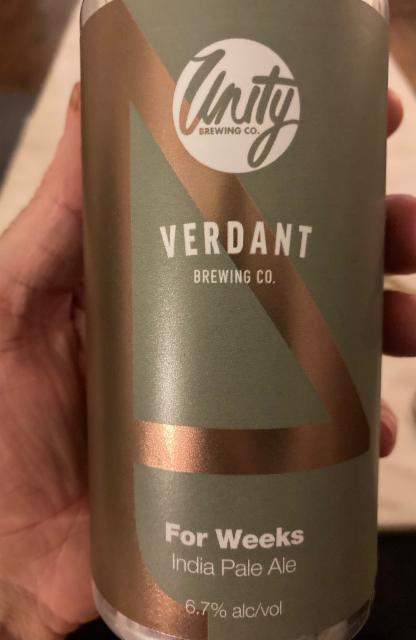 Unity
BREWING CO.
VERDANT
BREWING CO.
For Weeks
India Pale Ale
6.7% alc/vol